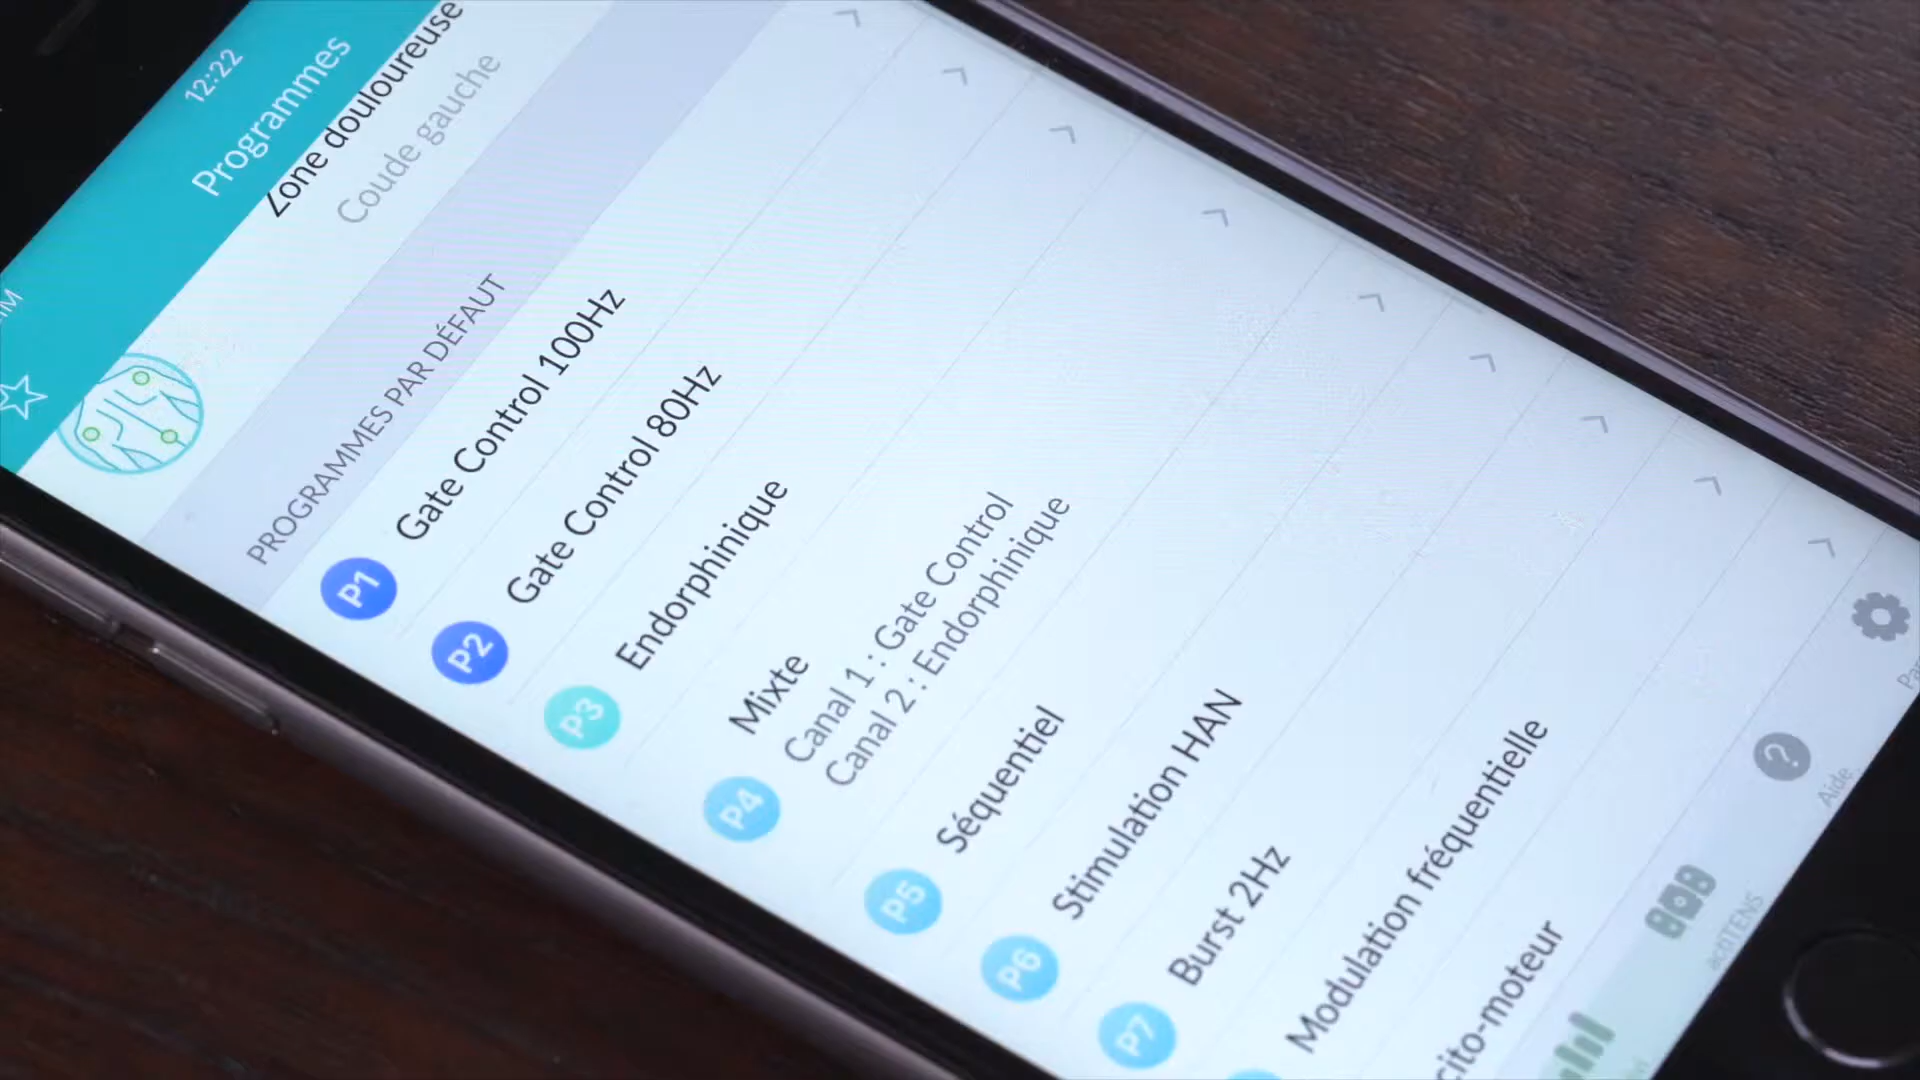 12:22
Programmes
Zone douloureuse
Coude gauche
PROGRAMMES PAR DÉFAUT
P1 Gate Control 100Hz
P2 Gate Control 80Hz
P3 Endorphinique
P4 Mixte
Canal 1 : Gate Control
Canal 2 : Endorphinique
P5 Séquentiel
P6 Stimulation HAN
P7 Burst 2Hz
Modulation fréquentielle
cito-moteur
actiTENS
Aide